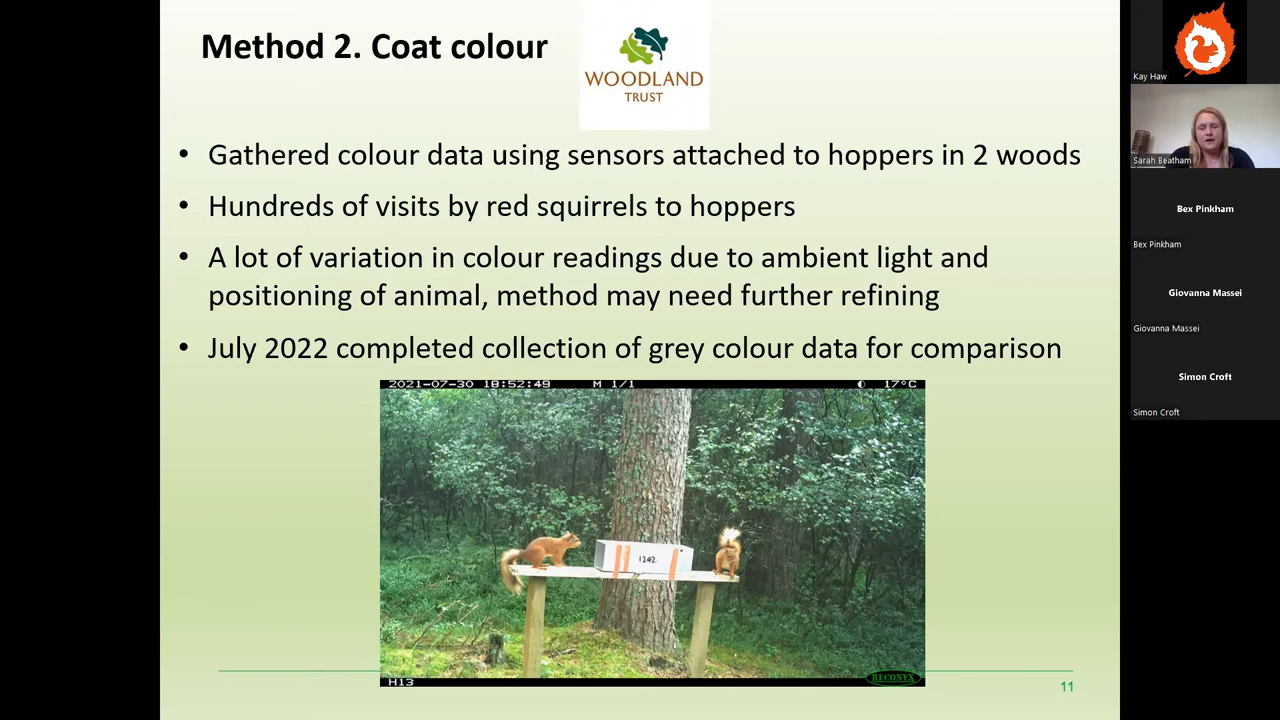 Method 2. Coat colour
WOODLAND
TRUST
• Gathered colour data using sensors attached to hoppers in 2 woods
• Hundreds of visits by red squirrels to hoppers
• A lot of variation in colour readings due to ambient light and
positioning of animal, method may need further refining
• July 2022 completed collection of grey colour data for comparison
2021-07-30 18:52:49 M 1/1 17°C
1242
H13 RECONYX
11
Kay Haw
Sarah Beatham
Bex Pinkham
Bex Pinkham
Giovanna Massei
Giovanna Massei
Simon Croft
Simon Croft